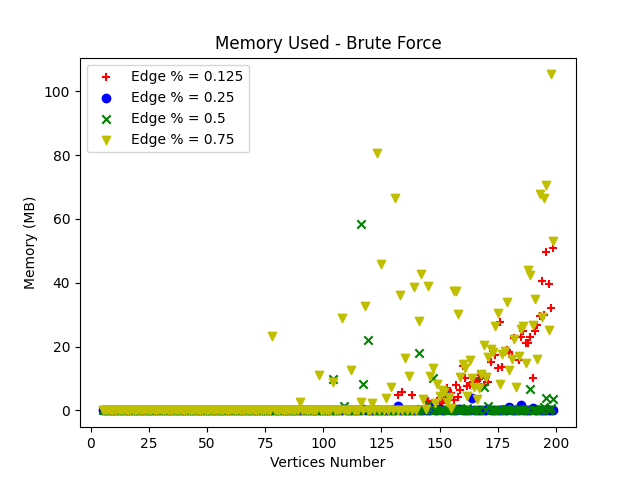 Memory Used - Brute Force
Edge % = 0.125
Edge % = 0.25
Edge % = 0.5
Edge % = 0.75
Memory (MB)
100
80
60
40
20
0
0 25 50 75 100 125 150 175 200
Vertices Number